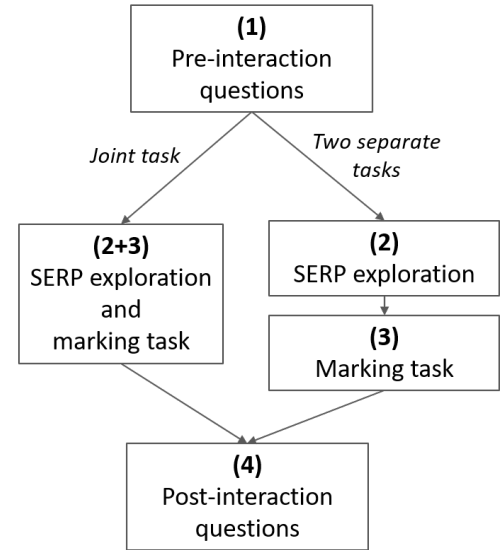 (1)
Pre-interaction
questions
Joint task
Two separate
tasks
(2+3)
SERP exploration
and
marking task
(2)
SERP exploration
(3)
Marking task
(4)
Post-interaction
questions